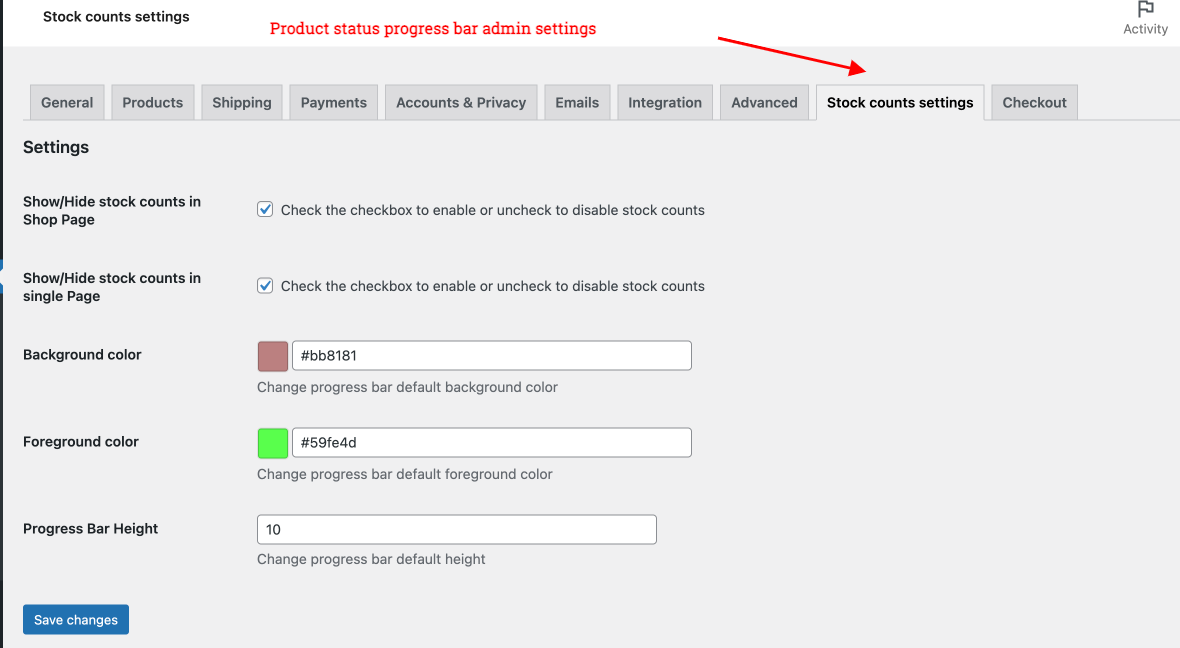 Stock counts settings
Product status progress bar admin settings
Activity
General Products Shipping Payments Accounts & Privacy Emails Integration Advanced Stock counts settings Checkout
Settings
Show/Hide stock counts in
Shop Page
Check the checkbox to enable or uncheck to disable stock counts
Show/Hide stock counts in
single Page
Check the checkbox to enable or uncheck to disable stock counts
Background color
#bb8181
Change progress bar default background color
Foreground color
#59fe4d
Change progress bar default foreground color
Progress Bar Height
10
Change progress bar default height
Save changes